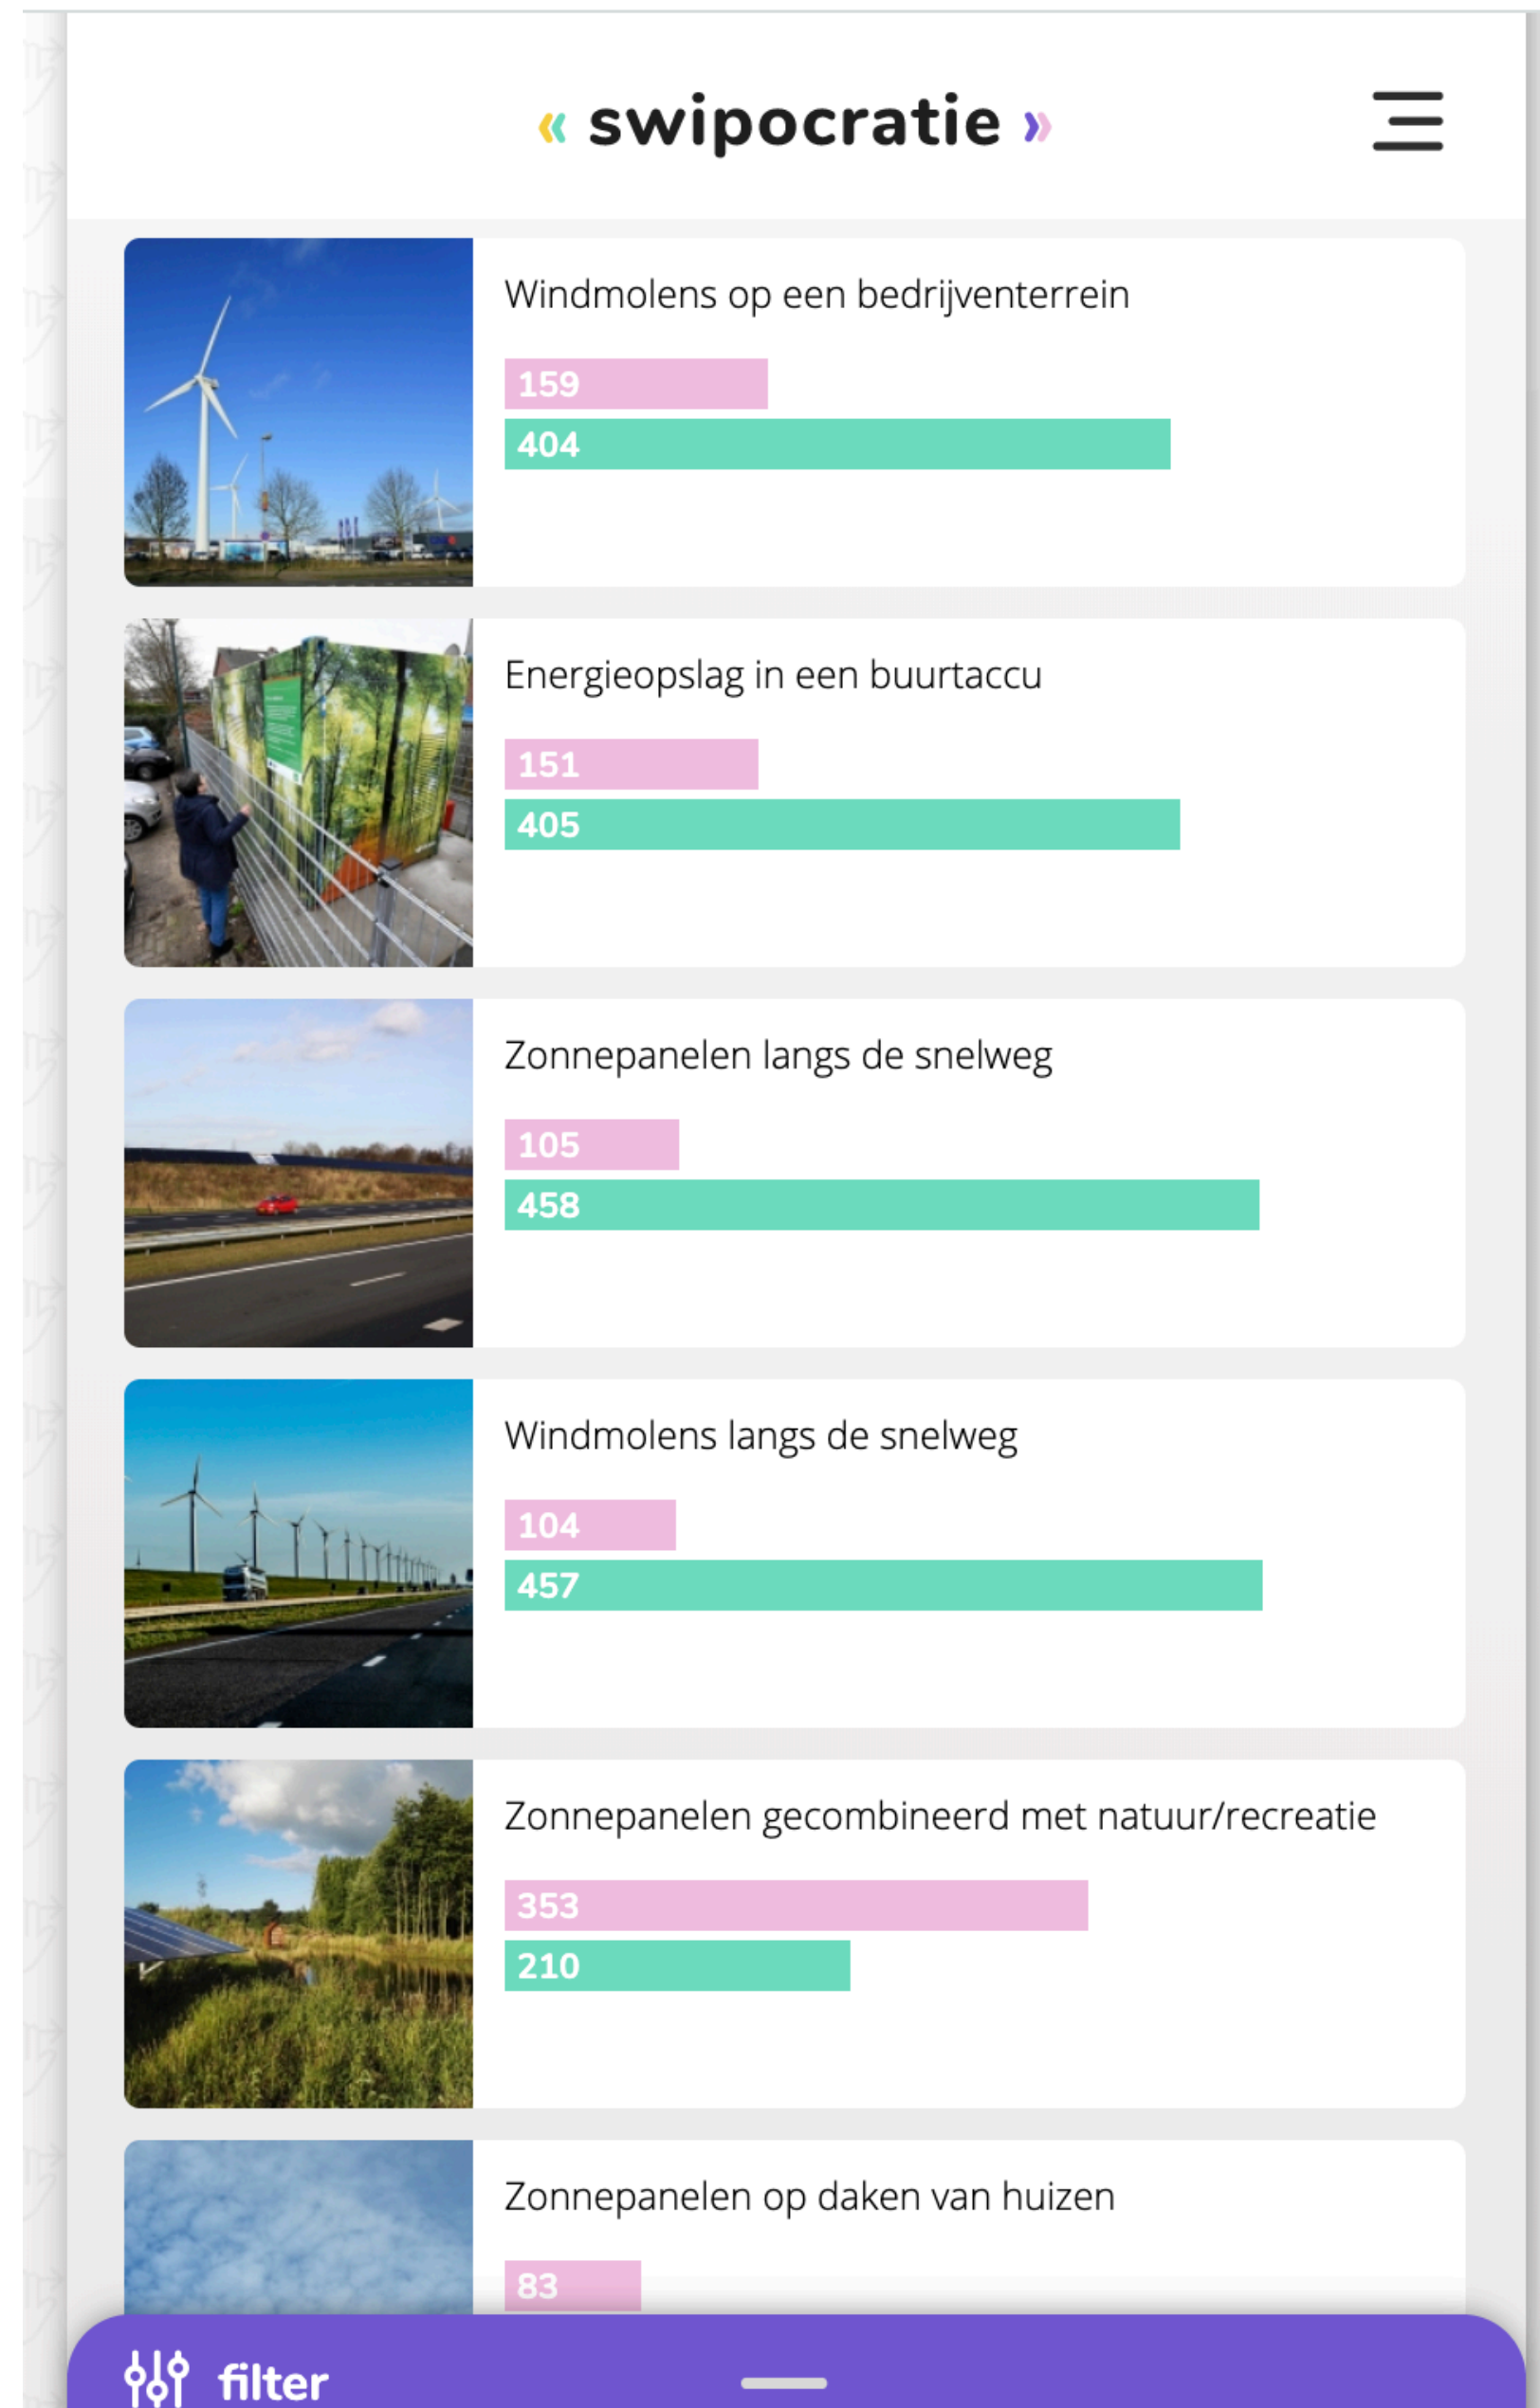 « swipocratie »
Windmolens op een bedrijventerrein
159
404
Energieopslag in een buurtaccu
151
405
Zonnepanelen langs de snelweg
105
458
Windmolens langs de snelweg
104
457
Zonnepanelen gecombineerd met natuur/recreatie
353
210
Zonnepanelen op daken van huizen
83
filter